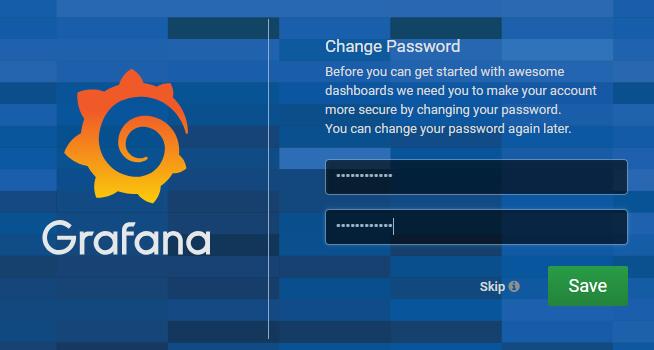 Grafana
Change Password
Before you can get started with awesome
dashboards we need you to make your account
more secure by changing your password.
You can change your password again later.
••••••••••••
••••••••••••
Skip
Save